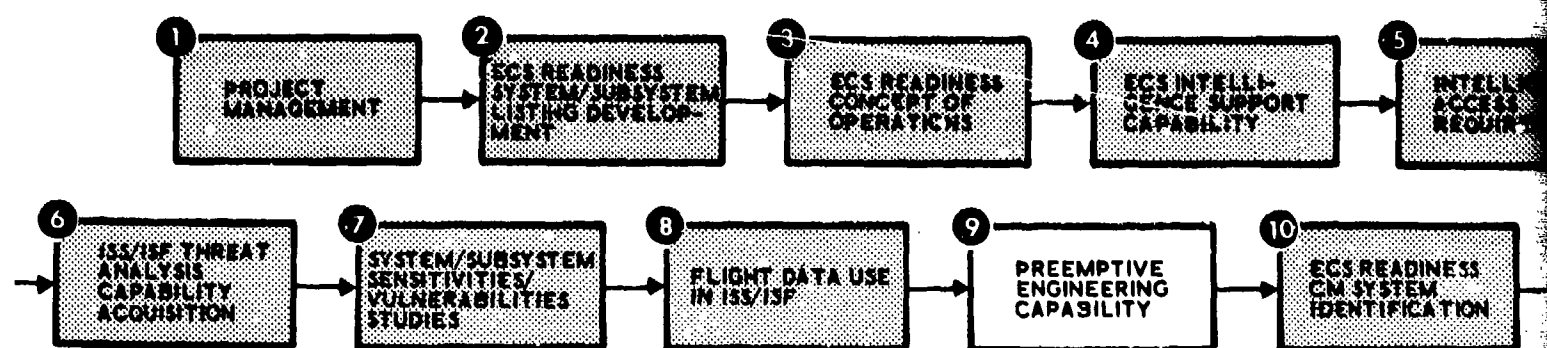 1
PROJECT
MANAGEMENT
2
ECS READINESS
SYSTEM/SUBSYSTEM
LISTING DEVELOP-
MENT
3
ECS READINESS
CONCEPT OF
OPERATIONS
4
ECS INTELLI-
GENCE SUPPORT
CAPABILITY
5
ACCESS
6
ISS/ISF THREAT
ANALYSIS
CAPABILITY
ACQUISITION
7
SYSTEM/SUBSYSTEM
SENSITIVITIES/
VULNERABILITIES
STUDIES
8
FLIGHT DATA USE
IN ISS/ISF
9
PREEMPTIVE
ENGINEERING
CAPABILITY
10
ECS READINESS
CM SYSTEM
IDENTIFICATION